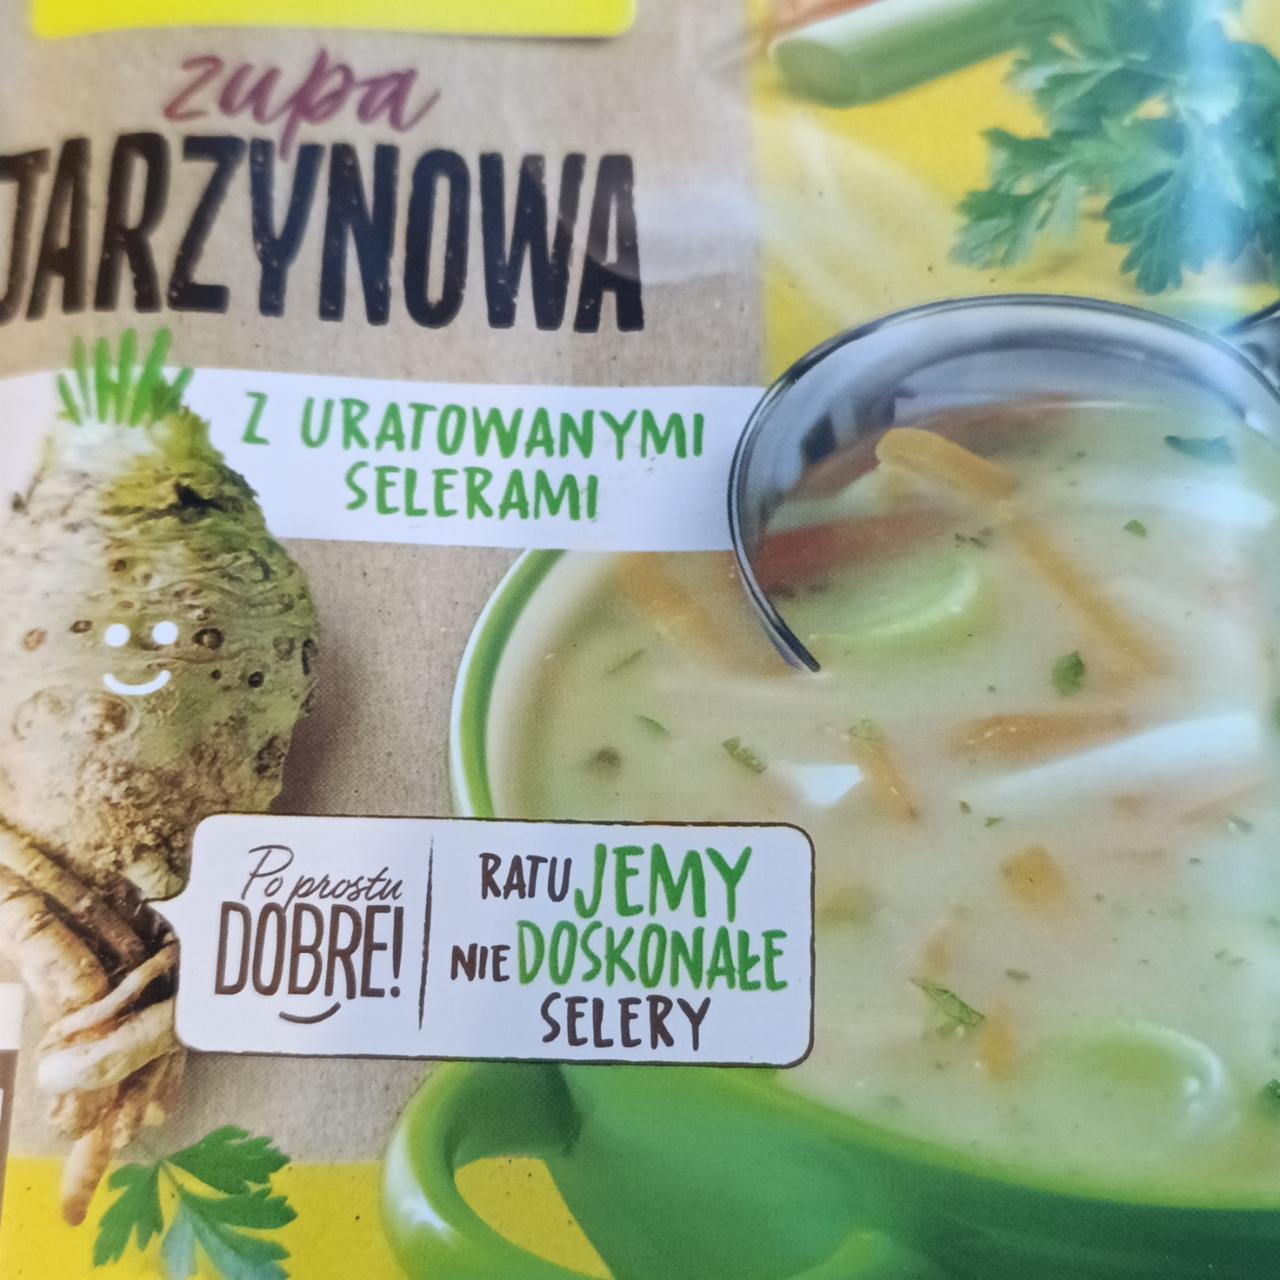 zupa
JARZYNOWA
Z URATOWANYMI
SELERAMI
Po prostu
DOBRE!
RATUJEMY
NIEDOSKONAŁE
SELERY